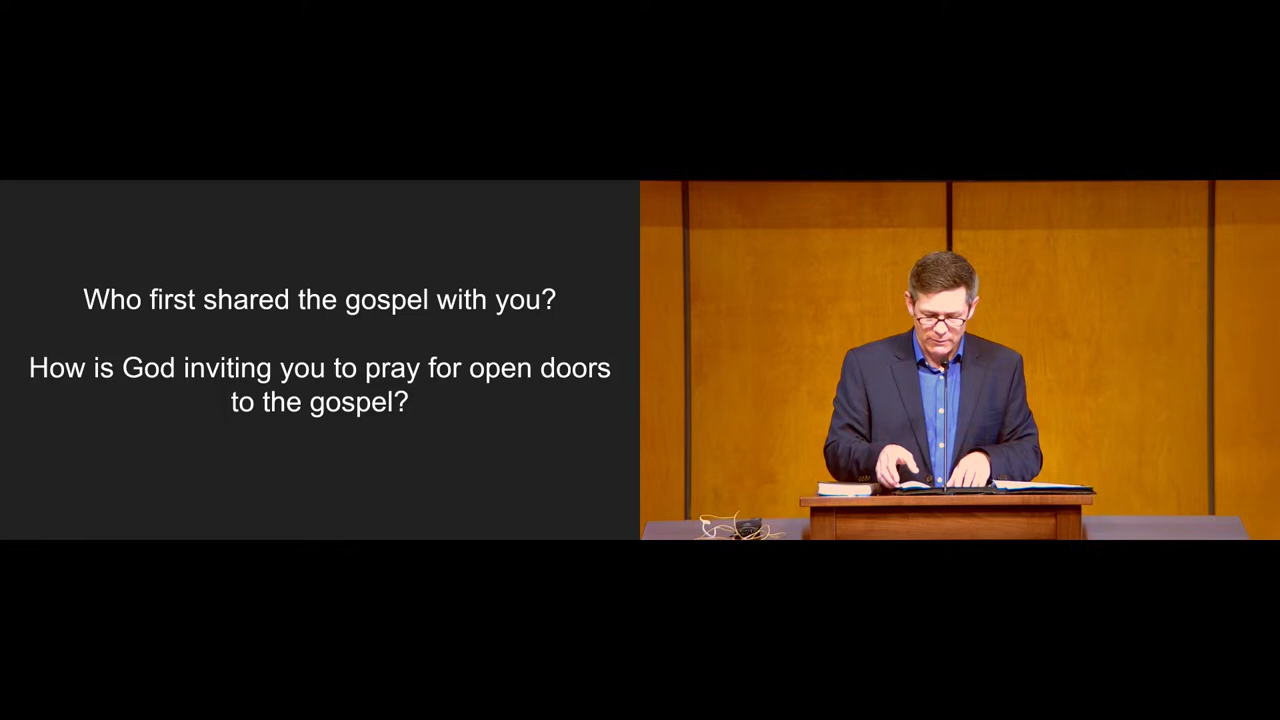 Who first shared the gospel with you?
How is God inviting you to pray for open doors
to the gospel?